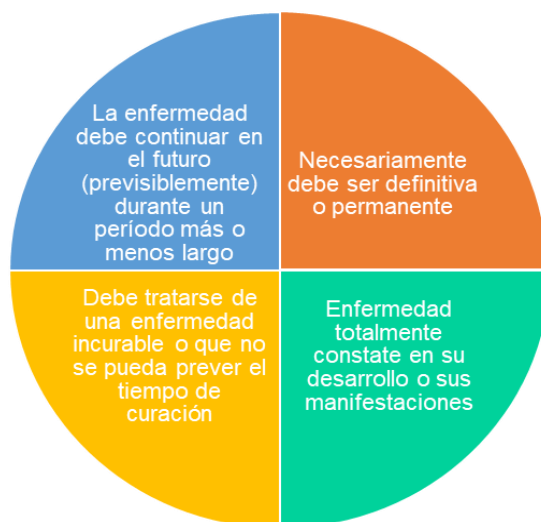 La enfermedad
debe continuar en
el futuro
(previsiblemente)
durante un
período más o
menos largo
Necesariamente
debe ser definitiva
o permanente
Debe tratarse de
una enfermedad
incurable o que no
se pueda prever el
tiempo de
curación
Enfermedad
totalmente
constate en su
desarrollo o sus
manifestaciones